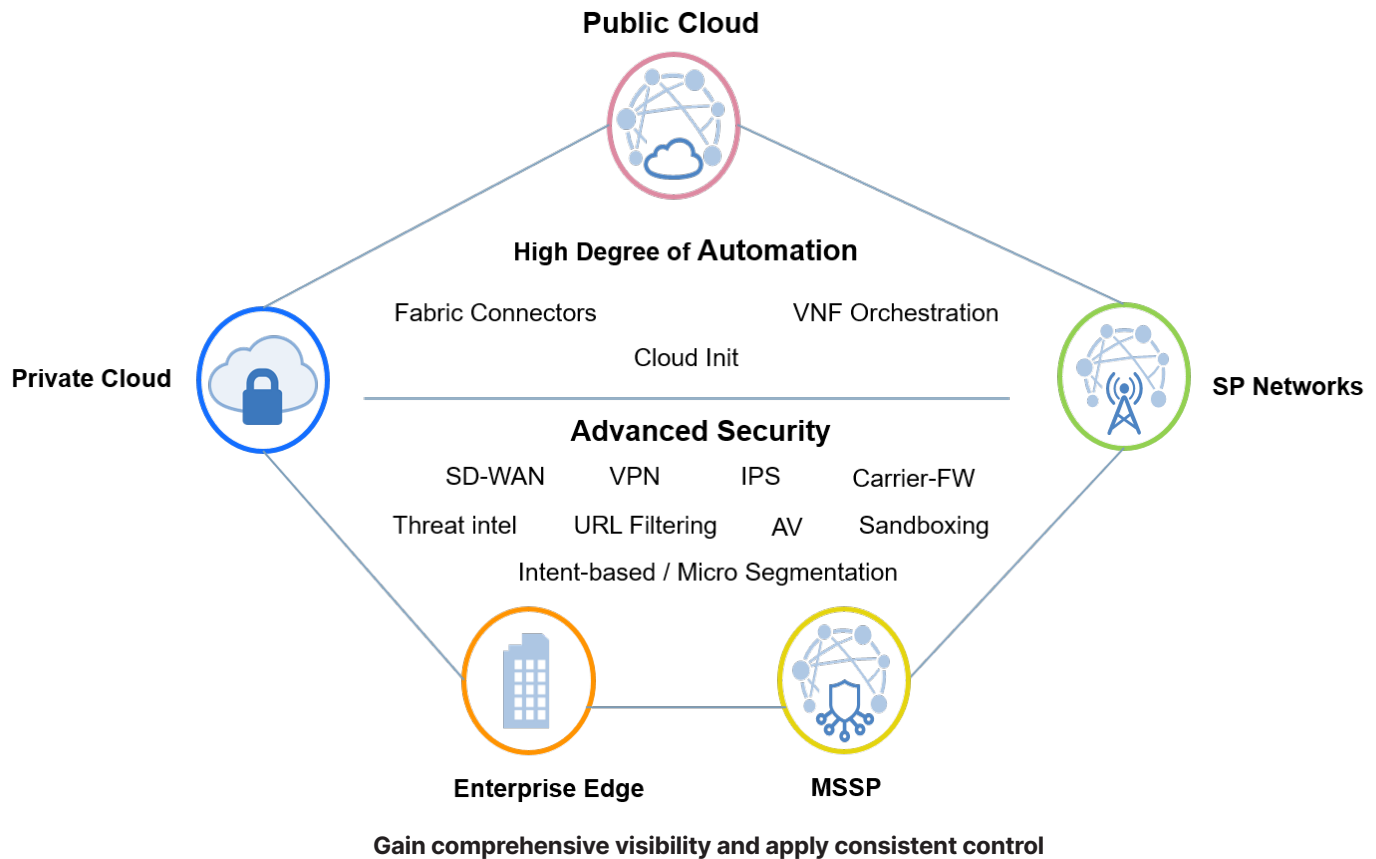 Public Cloud
High Degree of Automation
Fabric Connectors
VNF Orchestration
Cloud Init
Private Cloud
SP Networks
Advanced Security
SD-WAN
VPN
IPS
Carrier-FW
Threat intel
URL Filtering
AV
Sandboxing
Intent-based / Micro Segmentation
Enterprise Edge
MSSP
Gain comprehensive visibility and apply consistent control